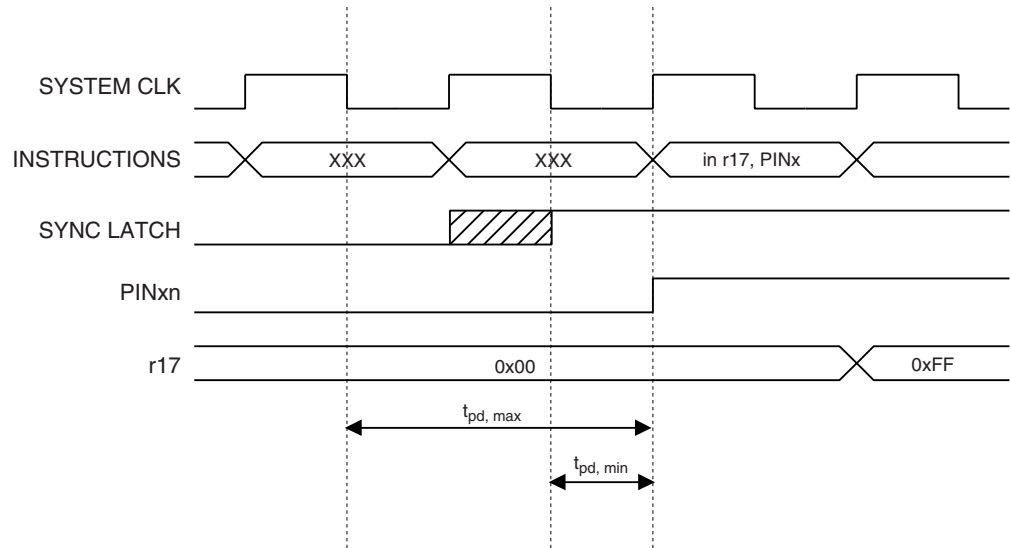 SYSTEM CLK
INSTRUCTIONS XXX XXX in r17, PINx
SYNC LATCH
PINxn
r17 0x00 0xFF
tpd, max
tpd, min